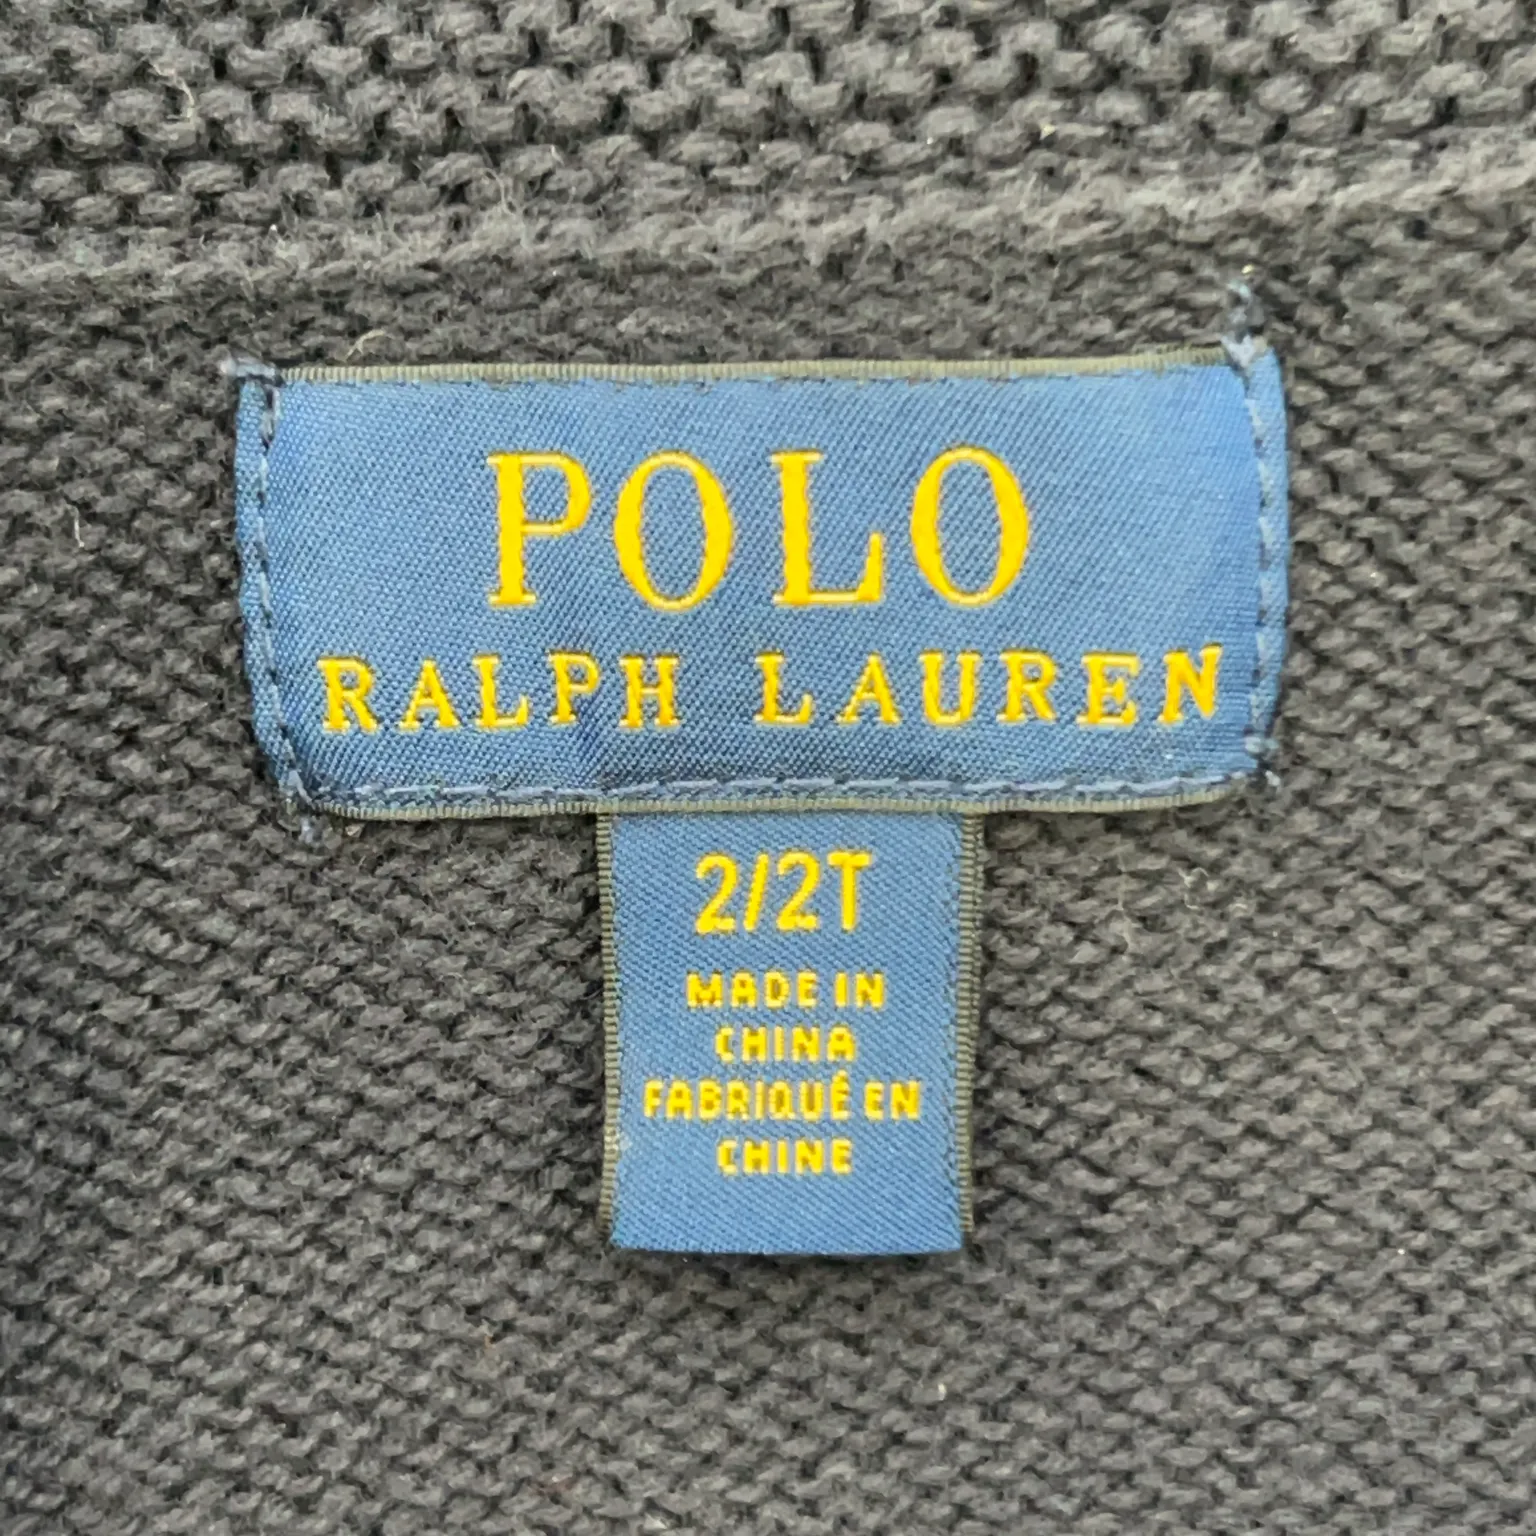 POLO
RALPH LAUREN
2/2T
MADE IN
CHINA
FABRIQUÉ EN
CHINE